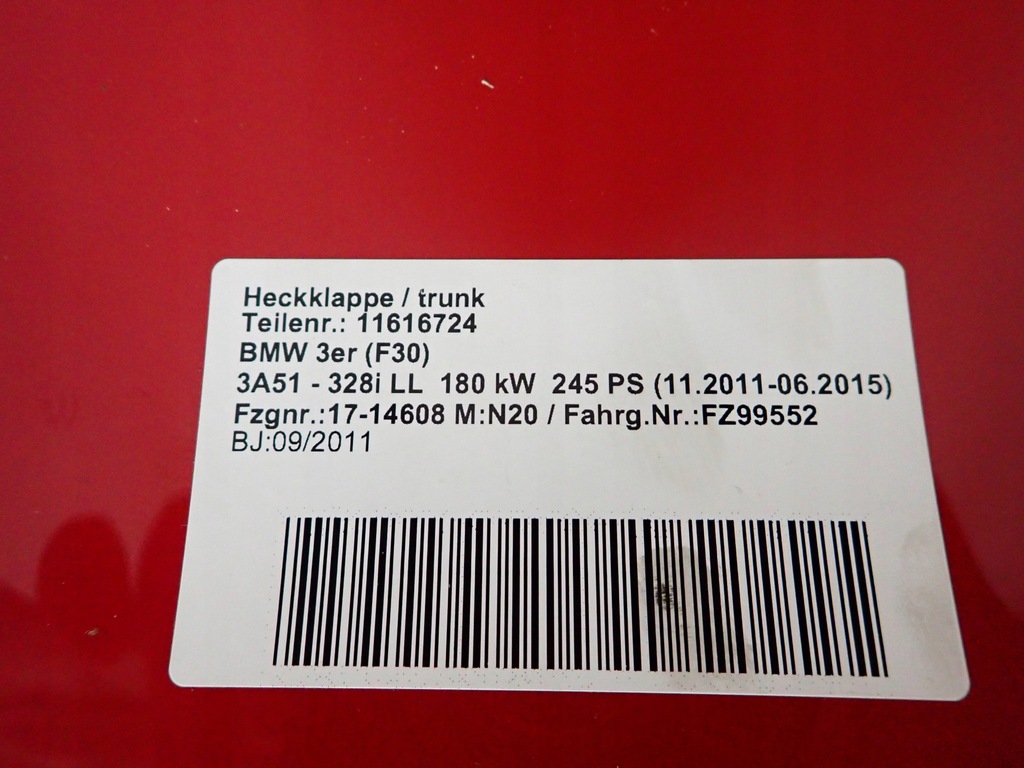 Heckklappe / trunk
Teilenr.: 11616724
BMW 3er (F30)
3A51 - 328i LL 180 kW 245 PS (11.2011-06.2015)
Fzgnr.:17-14608 M:N20 / Fahrg.Nr.:FZ99552
BJ:09/2011